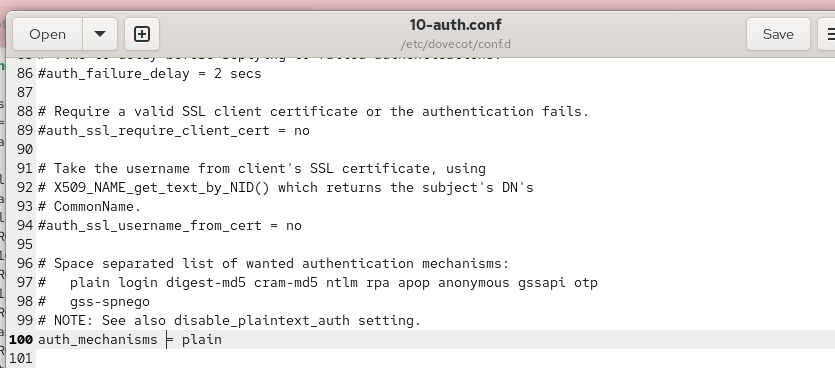 10-auth.conf
Open
Save
/etc/dovecot/conf.d
86 #auth_failure_delay = 2 secs
87
88 # Require a valid SSL client certificate or the authentication fails.
89 #auth_ssl_require_client_cert = no
90
91 # Take the username from client's SSL certificate, using
92 # X509_NAME_get_text_by_NID() which returns the subject's DN's
93 # CommonName.
94 #auth_ssl_username_from_cert = no
95
96 # Space separated list of wanted authentication mechanisms:
97 #   plain login digest-md5 cram-md5 ntlm rpa apop anonymous gssapi otp
98 #   gss-spnego
99 # NOTE: See also disable_plaintext_auth setting.
100 auth_mechanisms = plain
101